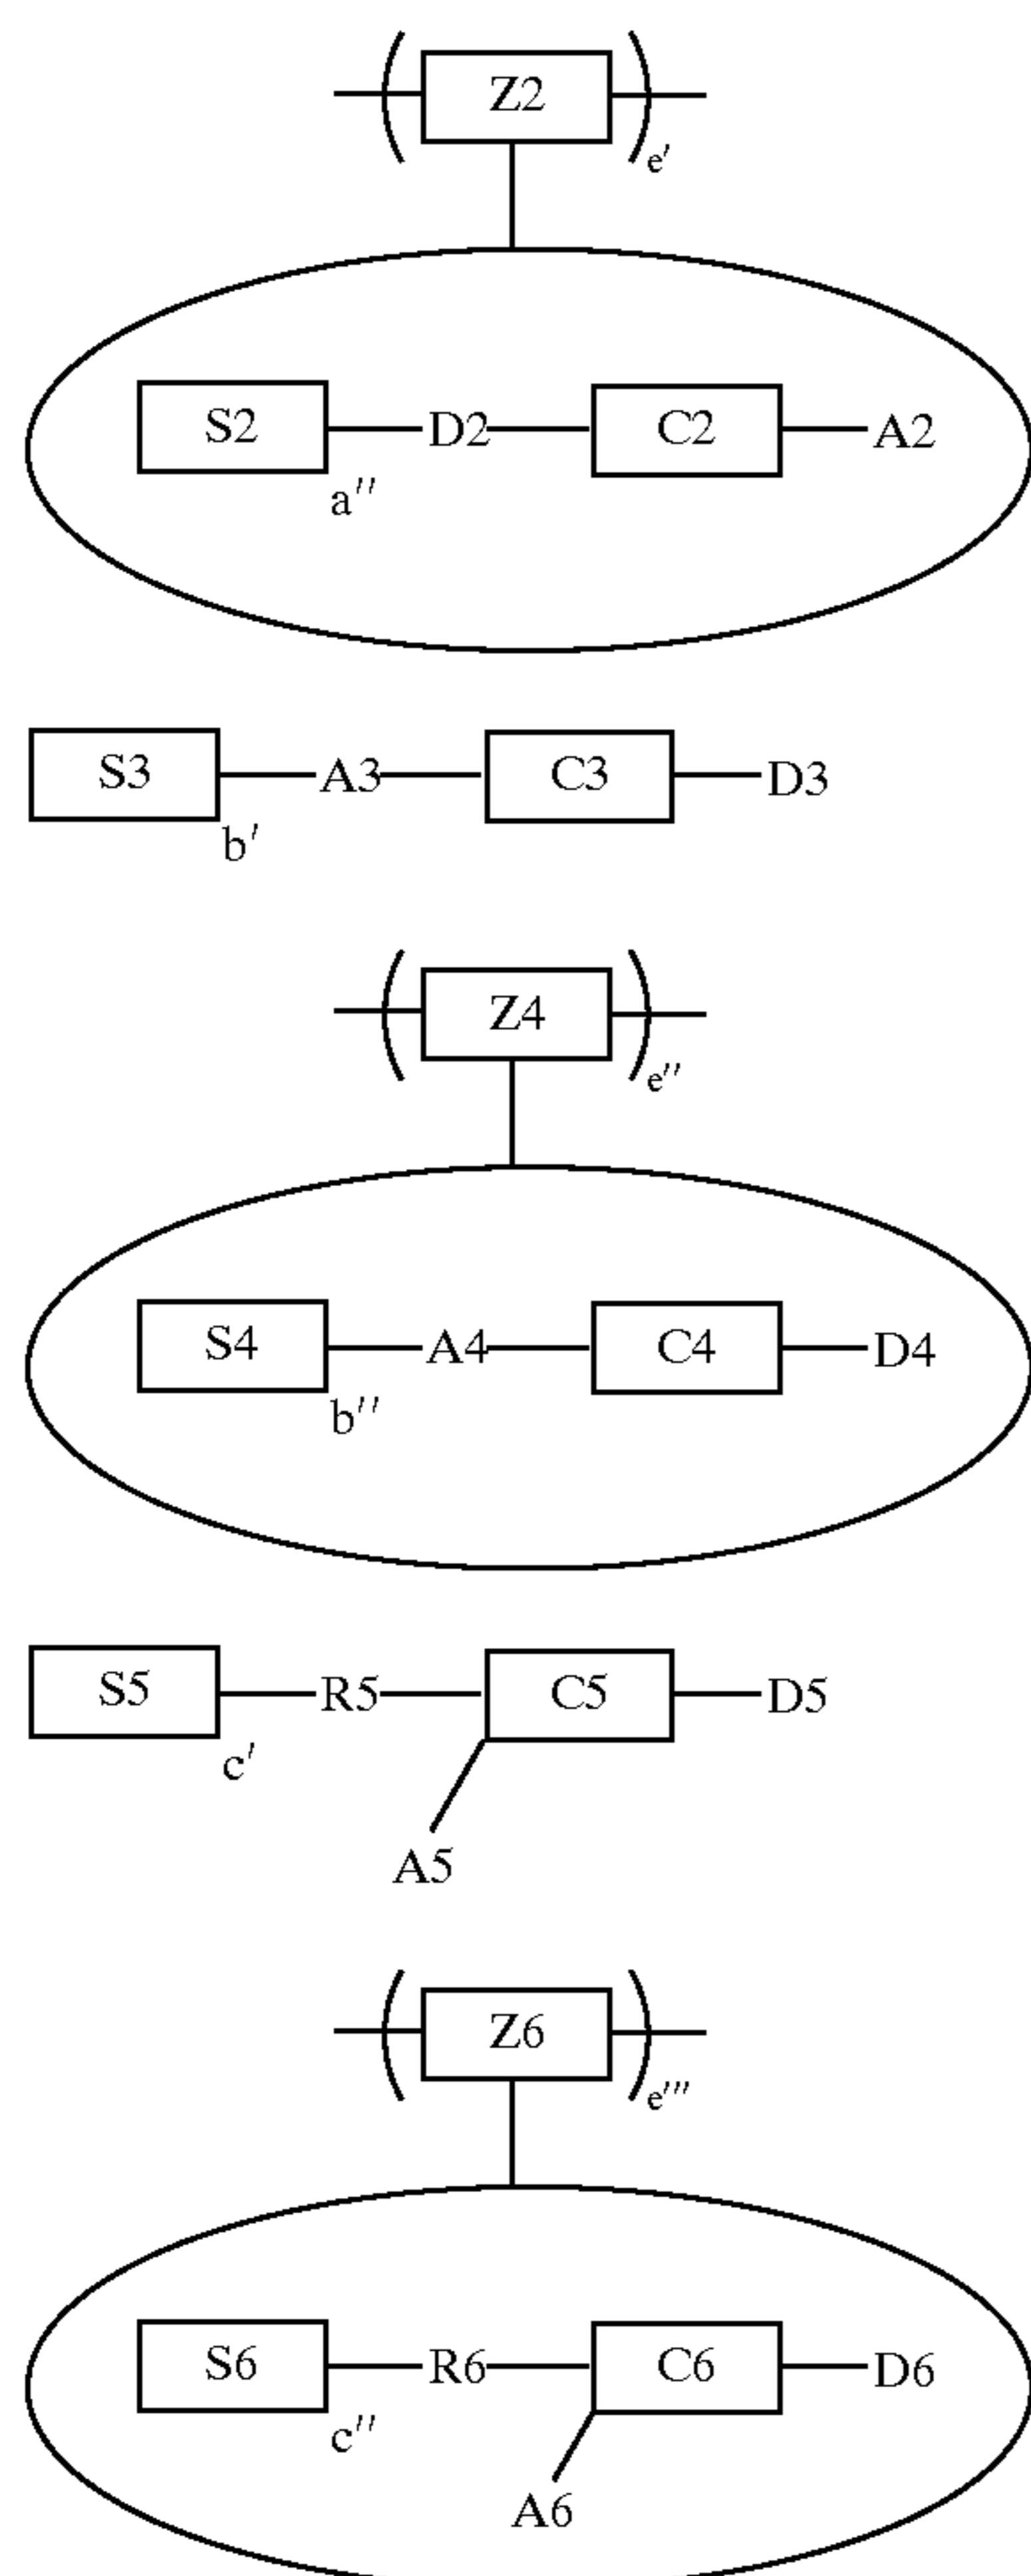 Z2
e′
S2 D2 C2 A2
a′′
S3 A3 C3 D3
b′
Z4
e′′
S4 A4 C4 D4
b′′
S5 R5 C5 D5
c′
A5
Z6
e′′′
S6 R6 C6 D6
c′′
A6